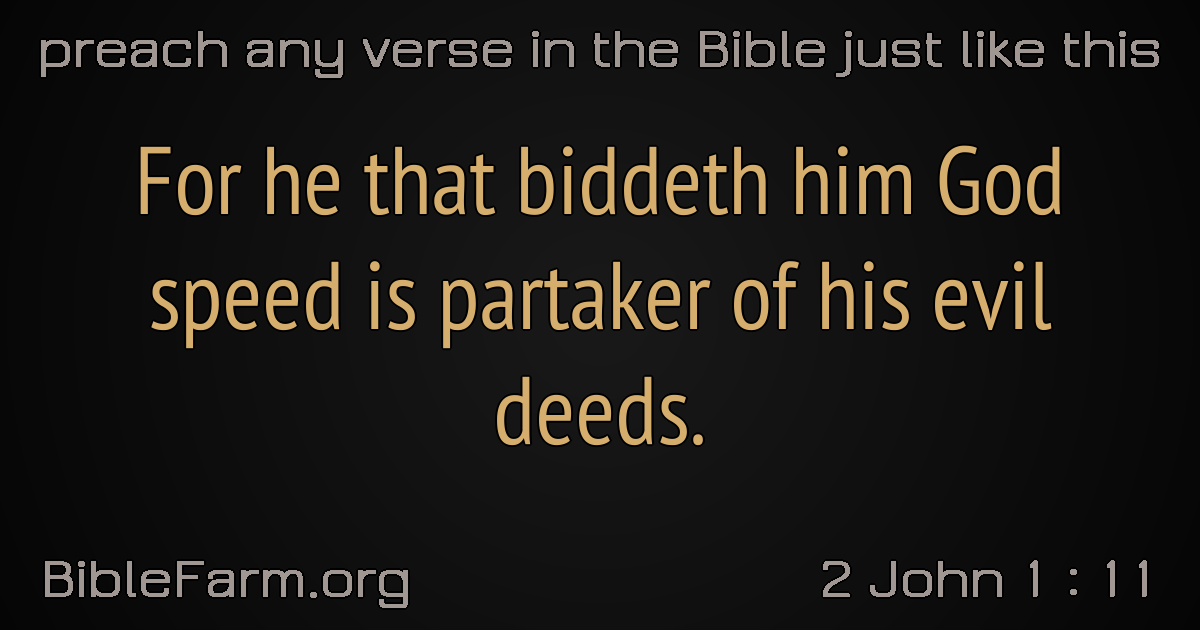 preach any verse in the Bible just like this
For he that biddeth him God
speed is partaker of his evil
deeds.
BibleFarm.org
2 John 1 : 11